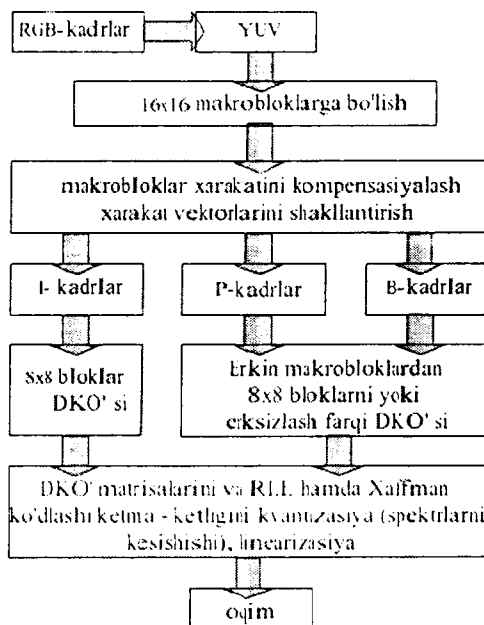 RGB-kadrlar
YUV
16x16 makrobloklarga bo'lish
makrobloklar xarakatini kompensasiyalash
xarakat vektorlarini shakllantirish
I- kadrlar
P-kadrlar
B-kadrlar
8x8 bloklar
DKO' si
Erkin makrobloklardan
8x8 bloklarni yoki
erksizlash farqi DKO' si
DKO' matrisalarini va RLE hamda Xaffman
ko'dlashi ketma - ketligini kvantizasiya (spektrlarni
kesishishi), linearizasiya
oqim